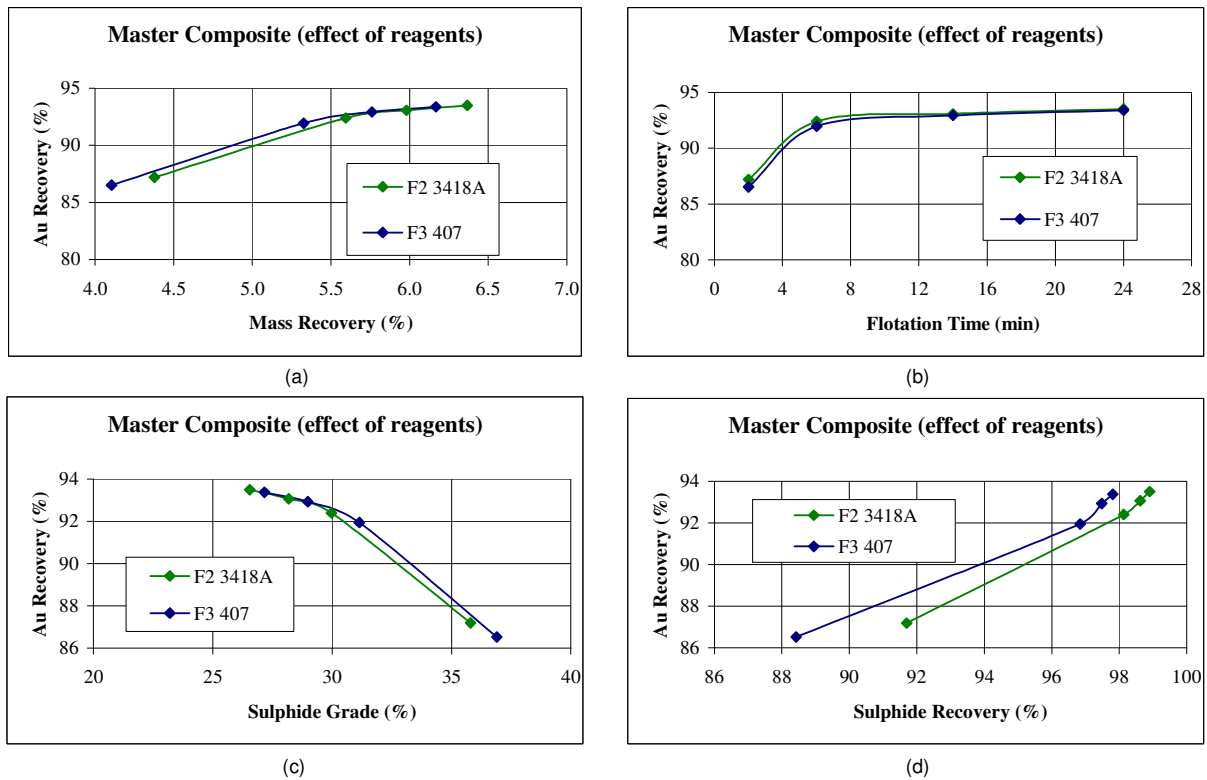 Master Composite (effect of reagents)
95
90
85
80
Au Recovery (%)
F2 3418A
F3 407
4.0 4.5 5.0 5.5 6.0 6.5 7.0
Mass Recovery (%)
(a)
Master Composite (effect of reagents)
95
90
85
80
Au Recovery (%)
F2 3418A
F3 407
0 4 8 12 16 20 24 28
Flotation Time (min)
(b)
Master Composite (effect of reagents)
94
92
90
88
86
Au Recovery (%)
F2 3418A
F3 407
20 25 30 35 40
Sulphide Grade (%)
(c)
Master Composite (effect of reagents)
94
92
90
88
86
Au Recovery (%)
F2 3418A
F3 407
86 88 90 92 94 96 98 100
Sulphide Recovery (%)
(d)